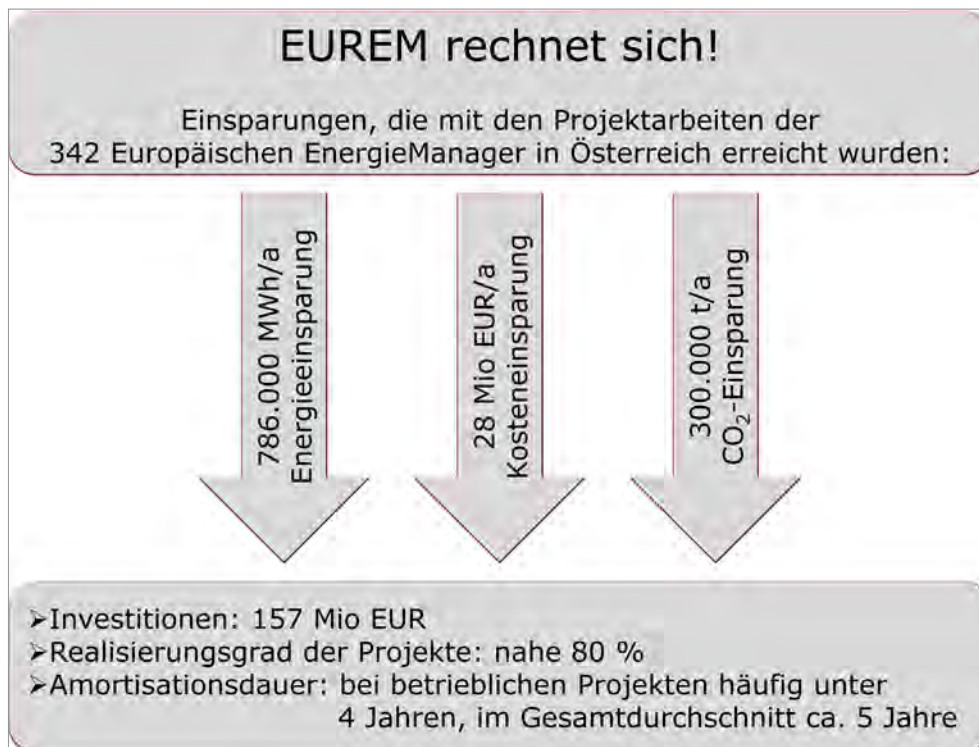 EUREM rechnet sich!
Einsparungen, die mit den Projektarbeiten der
342 Europäischen EnergieManager in Österreich erreicht wurden:
786.000 MWh/a
Energieeinsparung
28 Mio EUR/a
Kosteneinsparung
300.000 t/a
CO₂-Einsparung
➢Investitionen: 157 Mio EUR
➢Realisierungsgrad der Projekte: nahe 80 %
➢Amortisationsdauer: bei betrieblichen Projekten häufig unter
4 Jahren, im Gesamtdurchschnitt ca. 5 Jahre